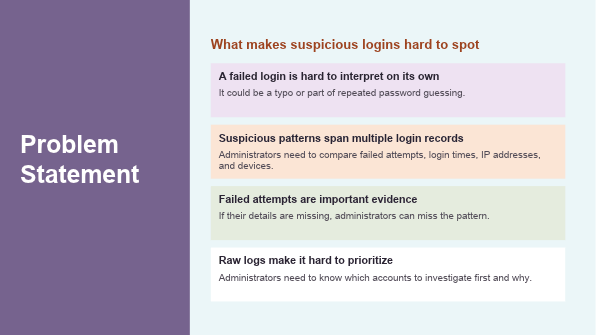 Problem
Statement
What makes suspicious logins hard to spot
A failed login is hard to interpret on its own
It could be a typo or part of repeated password guessing.
Suspicious patterns span multiple login records
Administrators need to compare failed attempts, login times, IP addresses,
and devices.
Failed attempts are important evidence
If their details are missing, administrators can miss the pattern.
Raw logs make it hard to prioritize
Administrators need to know which accounts to investigate first and why.